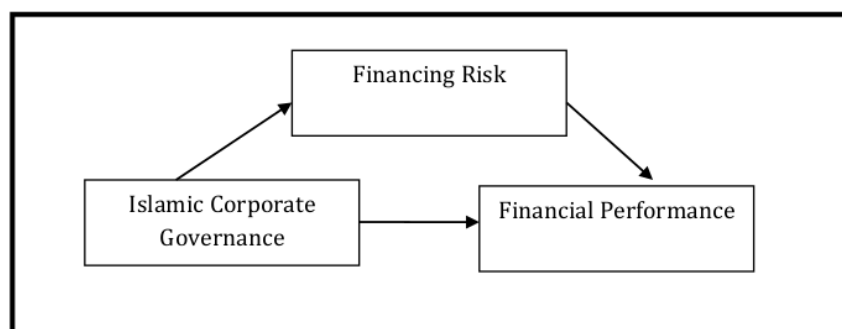 Financing Risk
Islamic Corporate
Governance
Financial Performance